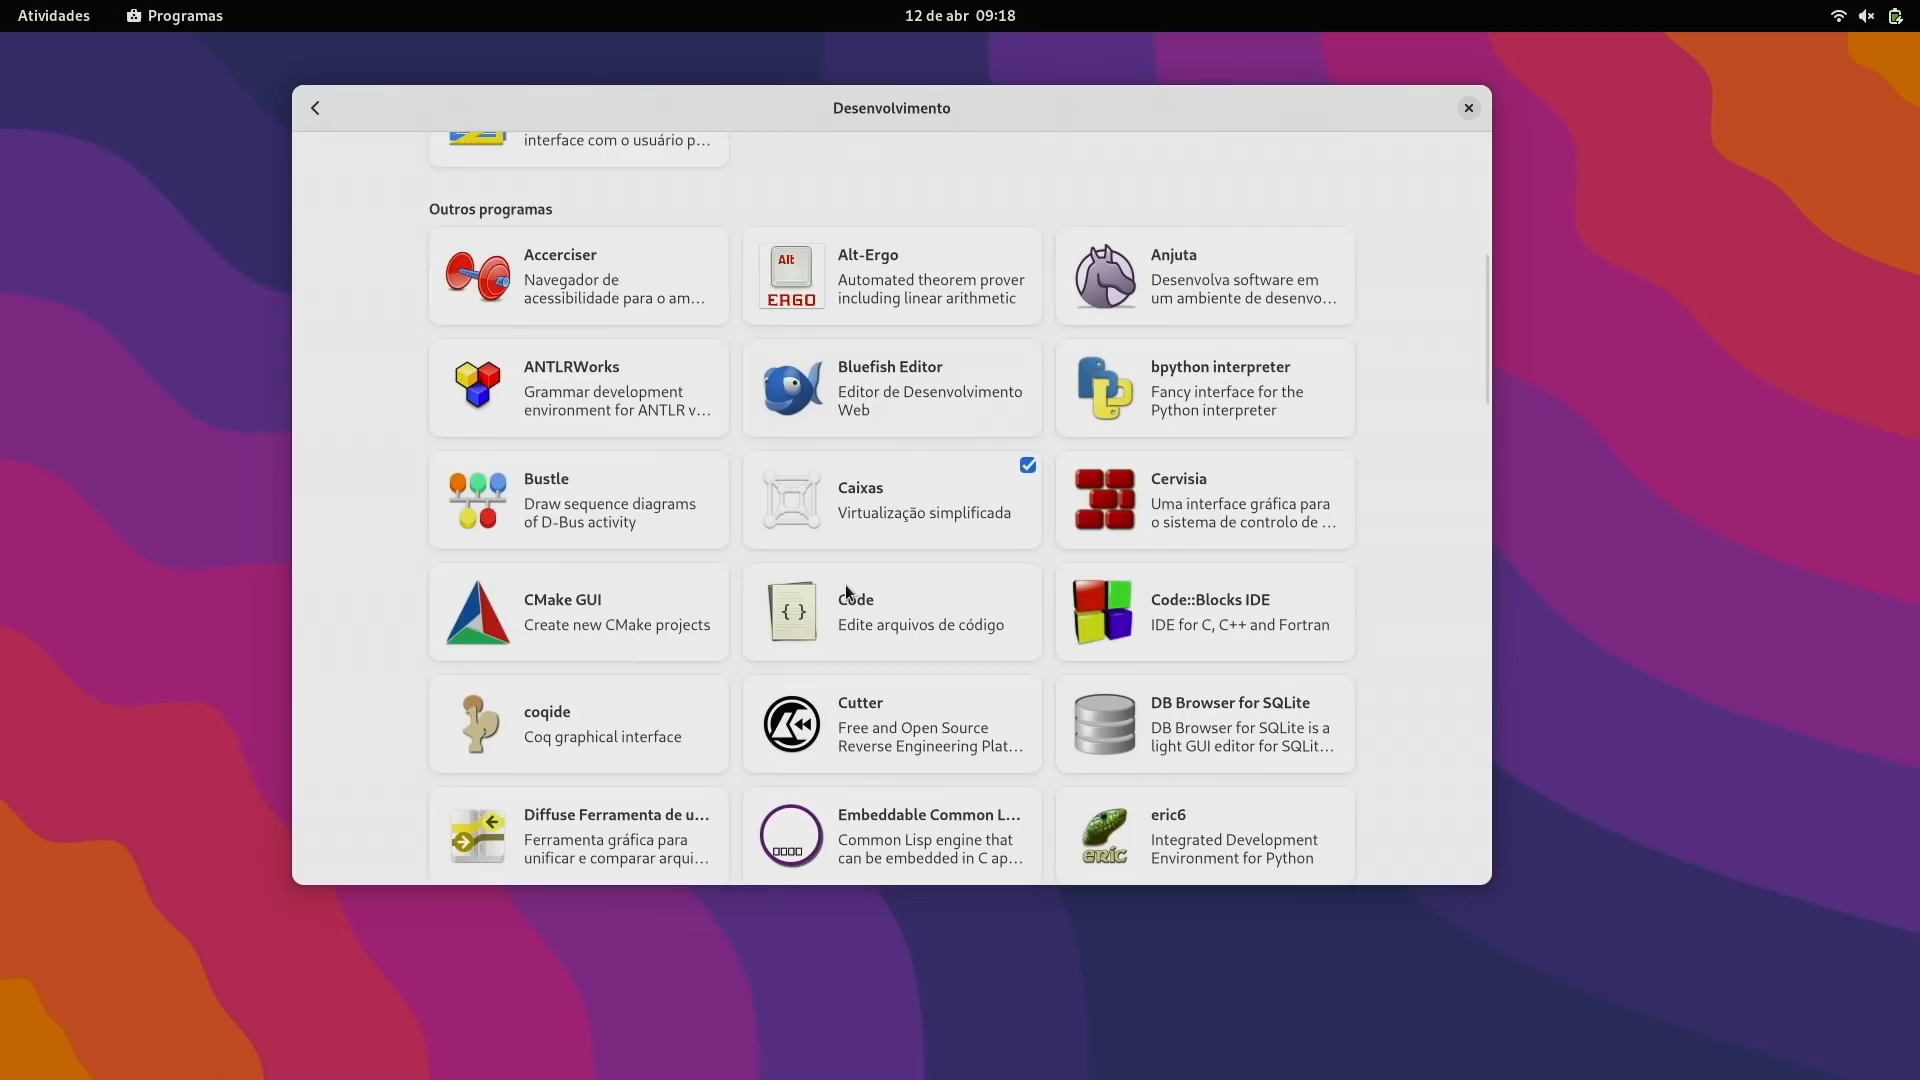 Atividades
Programas
12 de abr 09:18
Desenvolvimento
interface com o usuário p...
Outros programas
Accerciser
Navegador de
acessibilidade para o am...
Alt
ERGO
Alt-Ergo
Automated theorem prover
including linear arithmetic
Anjuta
Desenvolva software em
um ambiente de desenvo...
ANTLRWorks
Grammar development
environment for ANTLR v...
Bluefish Editor
Editor de Desenvolvimento
Web
bpython interpreter
Fancy interface for the
Python interpreter
Bustle
Draw sequence diagrams
of D-Bus activity
Caixas
Virtualização simplificada
Cervisia
Uma interface gráfica para
o sistema de controlo de ...
CMake GUI
Create new CMake projects
{ }
Code
Edite arquivos de código
Code::Blocks IDE
IDE for C, C++ and Fortran
coqide
Coq graphical interface
Cutter
Free and Open Source
Reverse Engineering Plat...
DB Browser for SQLite
DB Browser for SQLite is a
light GUI editor for SQLit...
Diffuse Ferramenta de u...
Ferramenta gráfica para
unificar e comparar arqui...
Embeddable Common L...
Common Lisp engine that
can be embedded in C ap...
eric
eric6
Integrated Development
Environment for Python